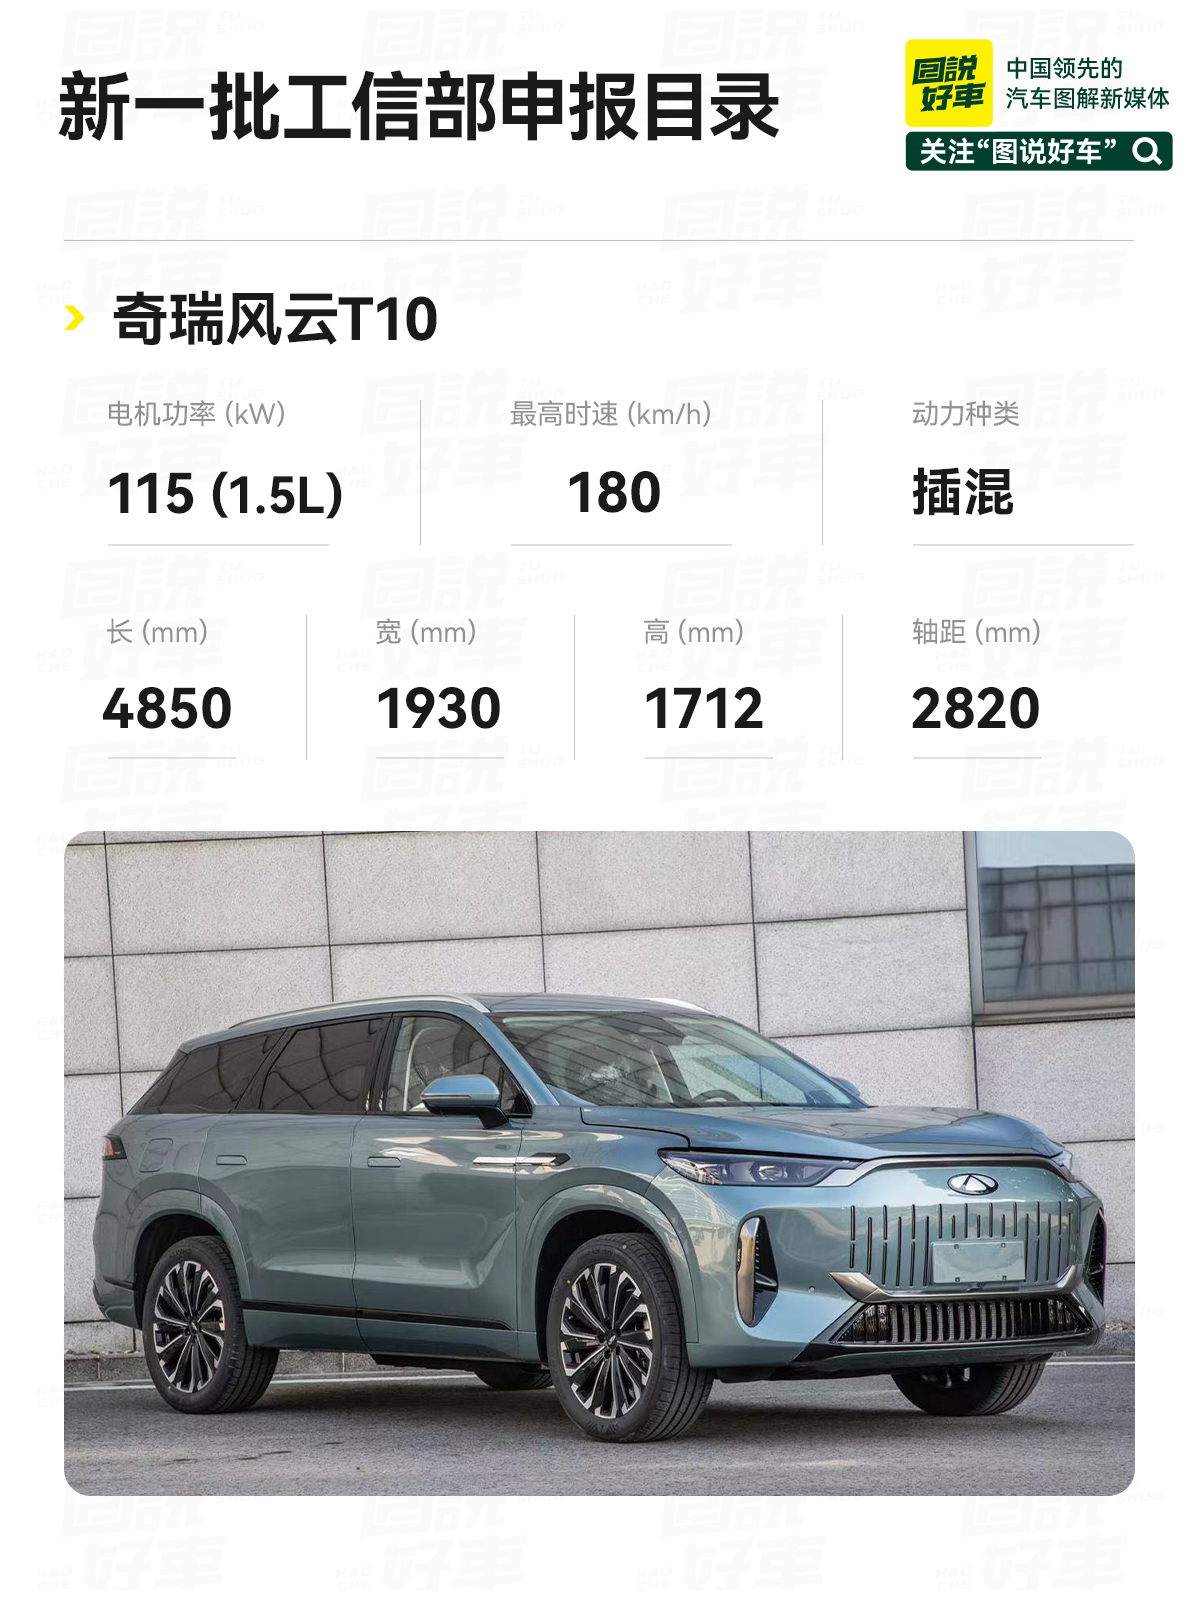 新一批工信部申报目录
图説
好車
中国领先的
汽车图解新媒体
关注“图说好车”
奇瑞风云T10
电机功率 (kW)
最高时速 (km/h)
动力种类
115 (1.5L)
180
插混
长 (mm)
宽 (mm)
高 (mm)
轴距 (mm)
4850
1930
1712
2820